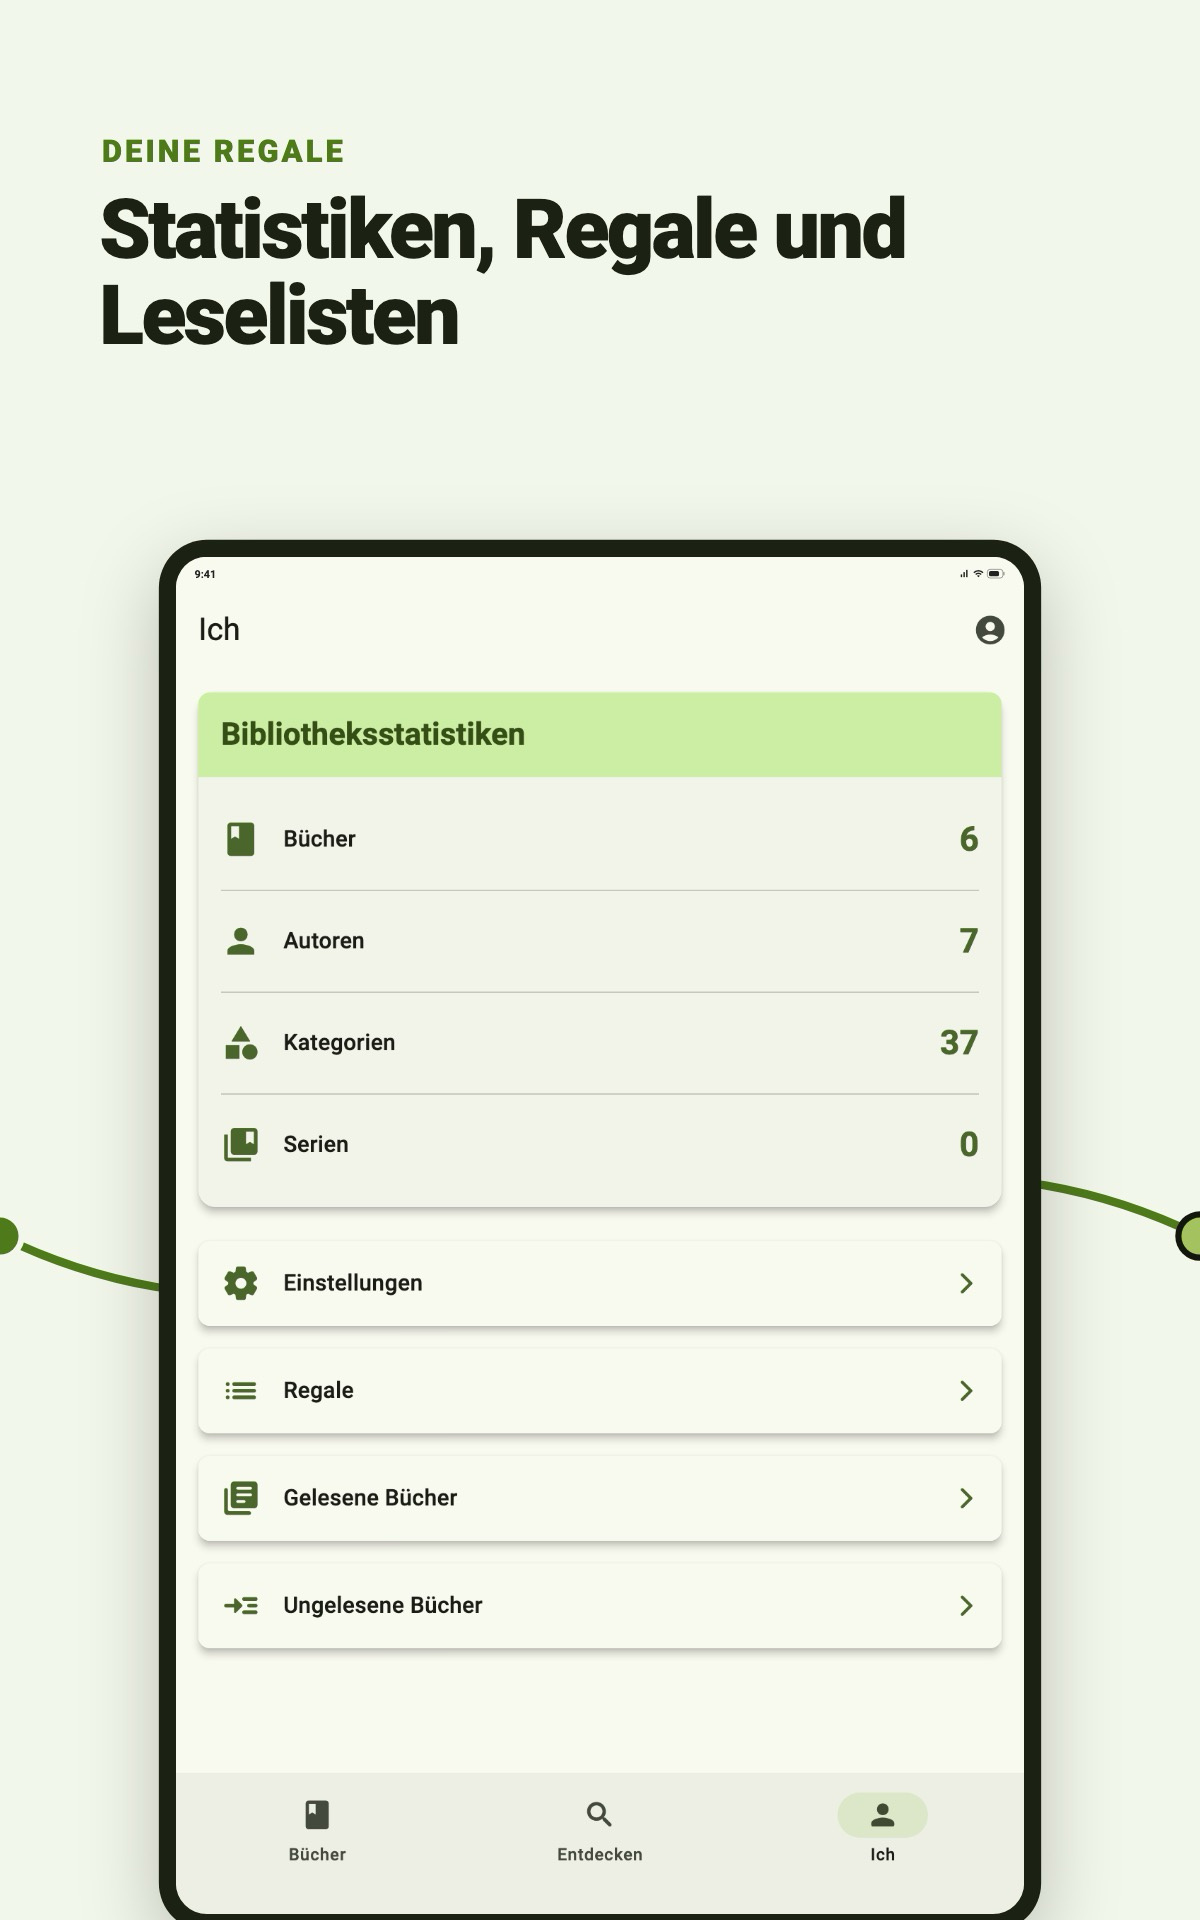 DEINE REGALE
Statistiken, Regale und
Leselisten
9:41
Ich
Bibliotheksstatistiken
Bücher 6
Autoren 7
Kategorien 37
Serien 0
Einstellungen
Regale
Gelesene Bücher
Ungelesene Bücher
Bücher Entdecken Ich